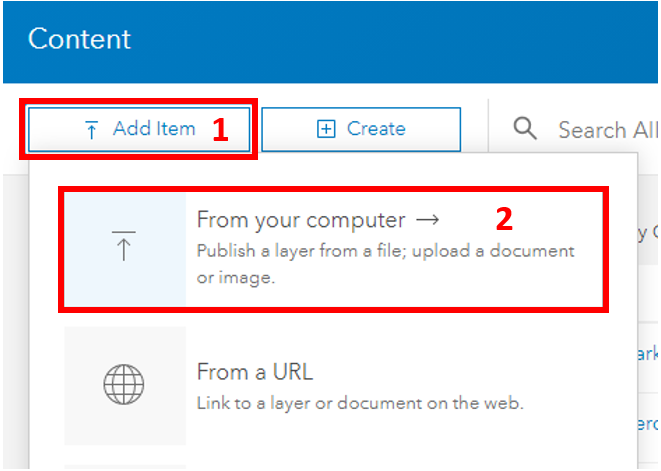 Content
Add Item 1
Create
Search All
From your computer → 2
Publish a layer from a file; upload a document
or image.
From a URL
Link to a layer or document on the web.